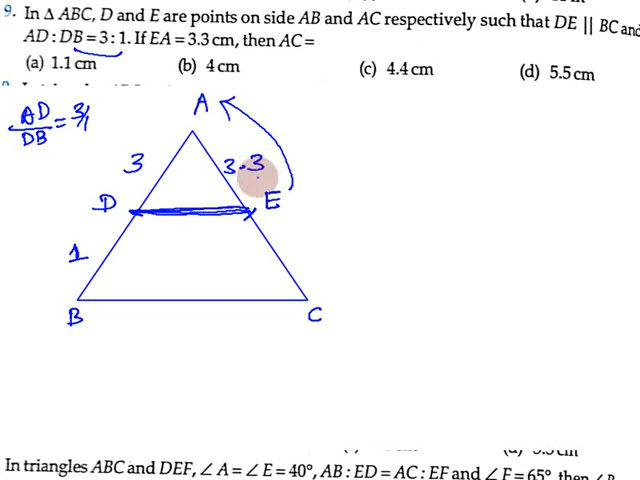 9. In Δ ABC, D and E are points on side AB and AC respectively such that DE || BC and
AD : DB = 3 : 1. If EA = 3.3 cm, then AC =
(a) 1.1 cm (b) 4 cm (c) 4.4 cm (d) 5.5 cm
AD/DB = 3/1
A
3 3.3
D E
1
B C
In triangles ABC and DEF, ∠A = ∠E = 40°, AB : ED = AC : EF and ∠F = 65°, then ∠B